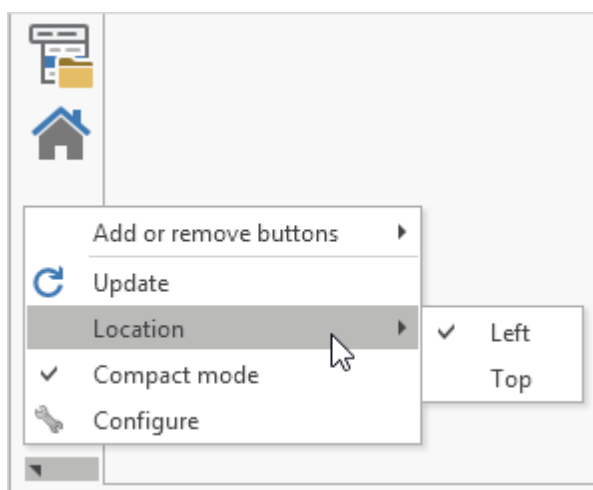 Add or remove buttons
Update
Location
Left
Top
Compact mode
Configure